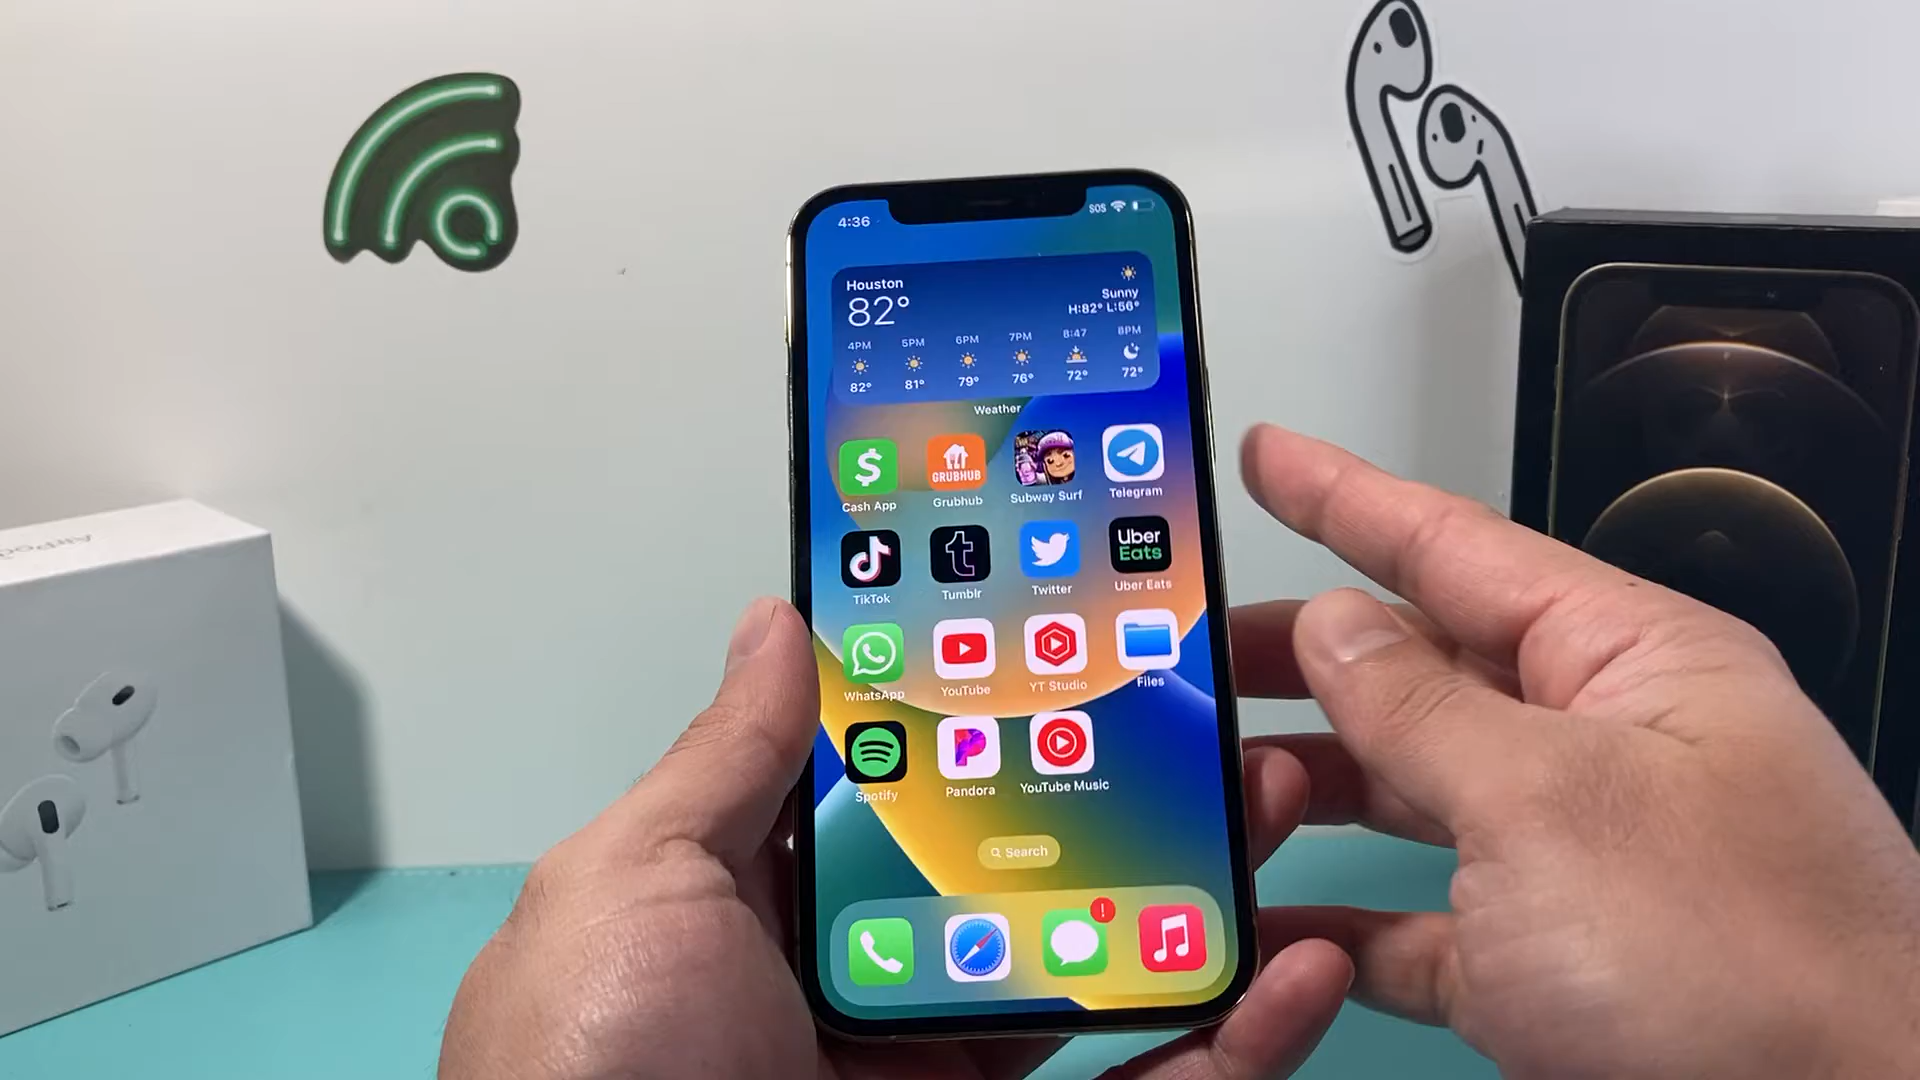 4:36
SOS
Houston
82°
Sunny
H:82° L:56°
4PM 5PM 6PM 7PM 8:47 8PM
82° 81° 79° 76° 72° 72°
Weather
$
GRUBHUB
Cash App Grubhub Subway Surf Telegram
t
Uber
Eats
TikTok Tumblr Twitter Uber Eats
WhatsApp YouTube YT Studio Files
Spotify Pandora YouTube Music
Search
!